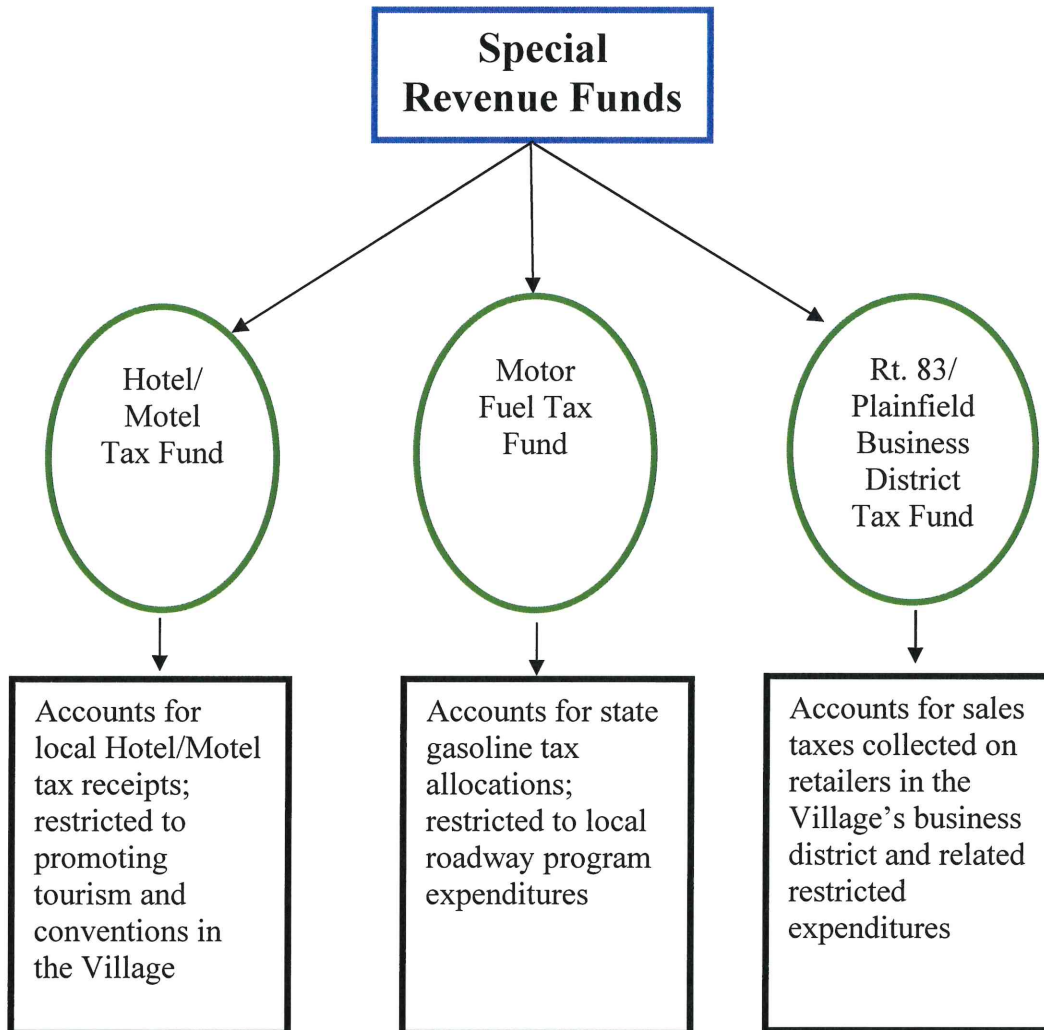 Special
Revenue Funds
Hotel/
Motel
Tax Fund
Motor
Fuel Tax
Fund
Rt. 83/
Plainfield
Business
District
Tax Fund
Accounts for
local Hotel/Motel
tax receipts;
restricted to
promoting
tourism and
conventions in
the Village
Accounts for state
gasoline tax
allocations;
restricted to local
roadway program
expenditures
Accounts for sales
taxes collected on
retailers in the
Village’s business
district and related
restricted
expenditures